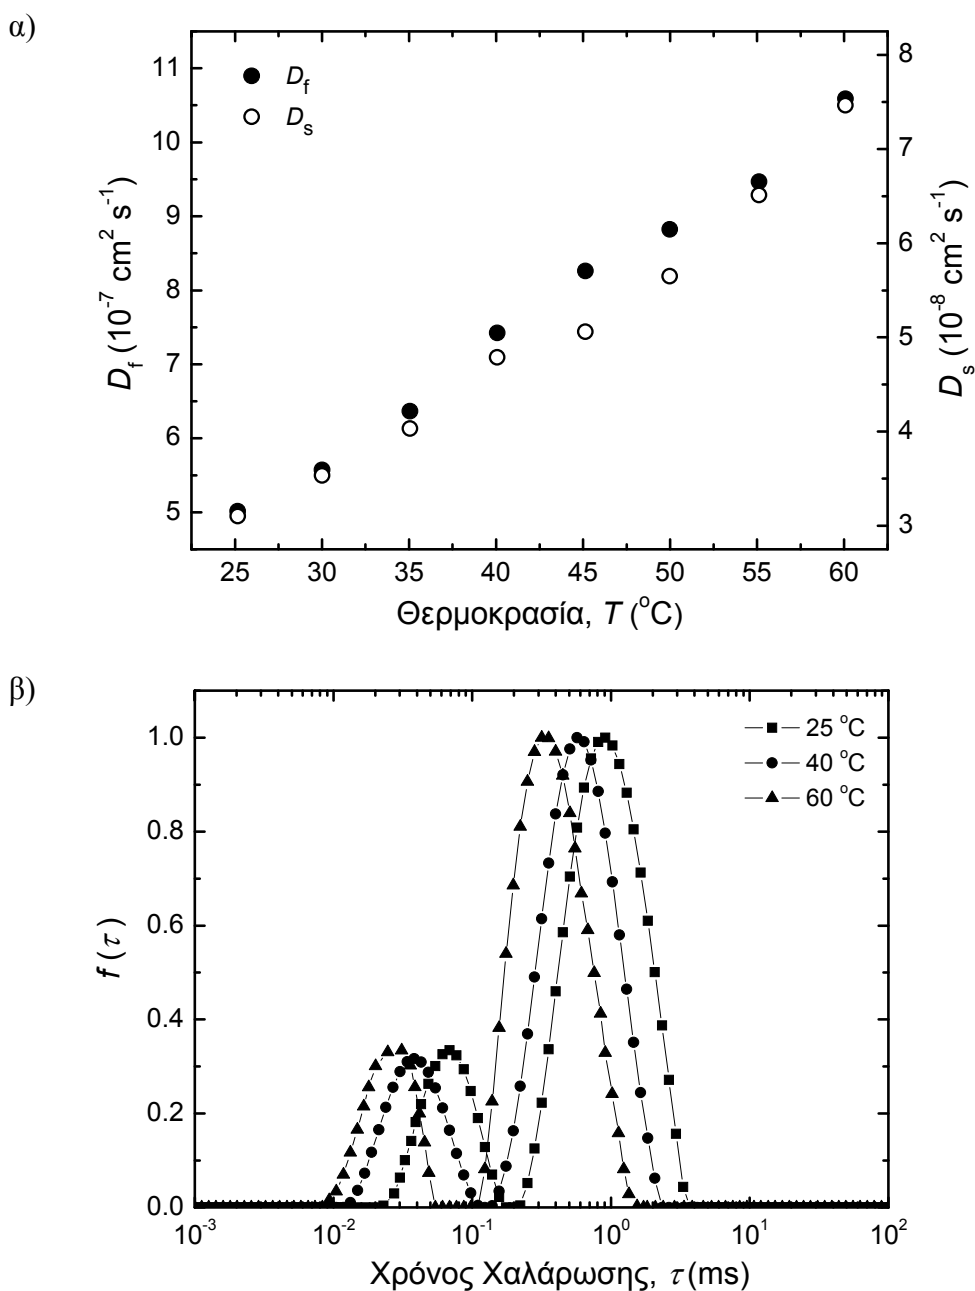 α)
D_f
D_s
11
10
9
8
7
6
5
8
7
6
5
4
3
D_f (10^-7 cm^2 s^-1)
D_s (10^-8 cm^2 s^-1)
25 30 35 40 45 50 55 60
Θερμοκρασία, T (°C)
β)
25 °C
40 °C
60 °C
1.0
0.8
0.6
0.4
0.2
0.0
f (τ)
10^-3 10^-2 10^-1 10^0 10^1 10^2
Χρόνος Χαλάρωσης, τ (ms)